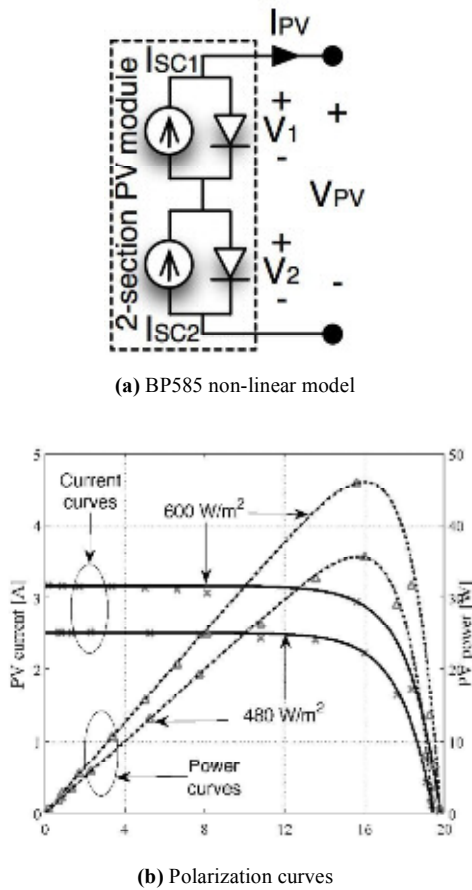 2-section PV module
ISC1
IPV
+
V1
-
+
VPV
-
+
V2
-
ISC2
(a) BP585 non-linear model
5
4
3
2
1
0
PV current [A]
50
40
30
20
10
0
PV power [W]
Current
curves
600 W/m²
480 W/m²
Power
curves
0
4
8
12
16
20
(b) Polarization curves